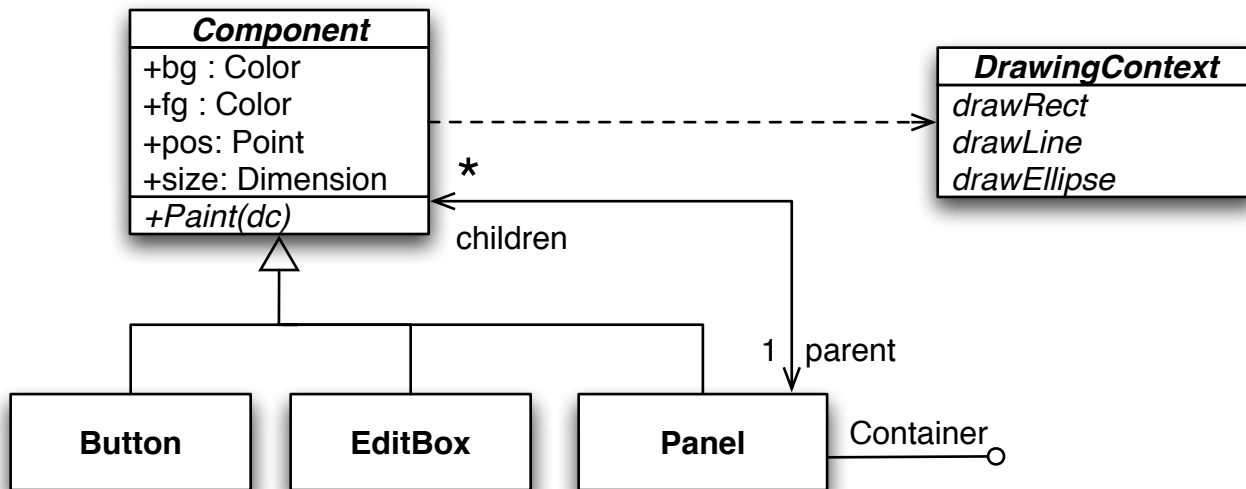 Component
+bg : Color
+fg : Color
+pos: Point
+size: Dimension
+Paint(dc)
DrawingContext
drawRect
drawLine
drawEllipse
*
children
1 parent
Button
EditBox
Panel
Container